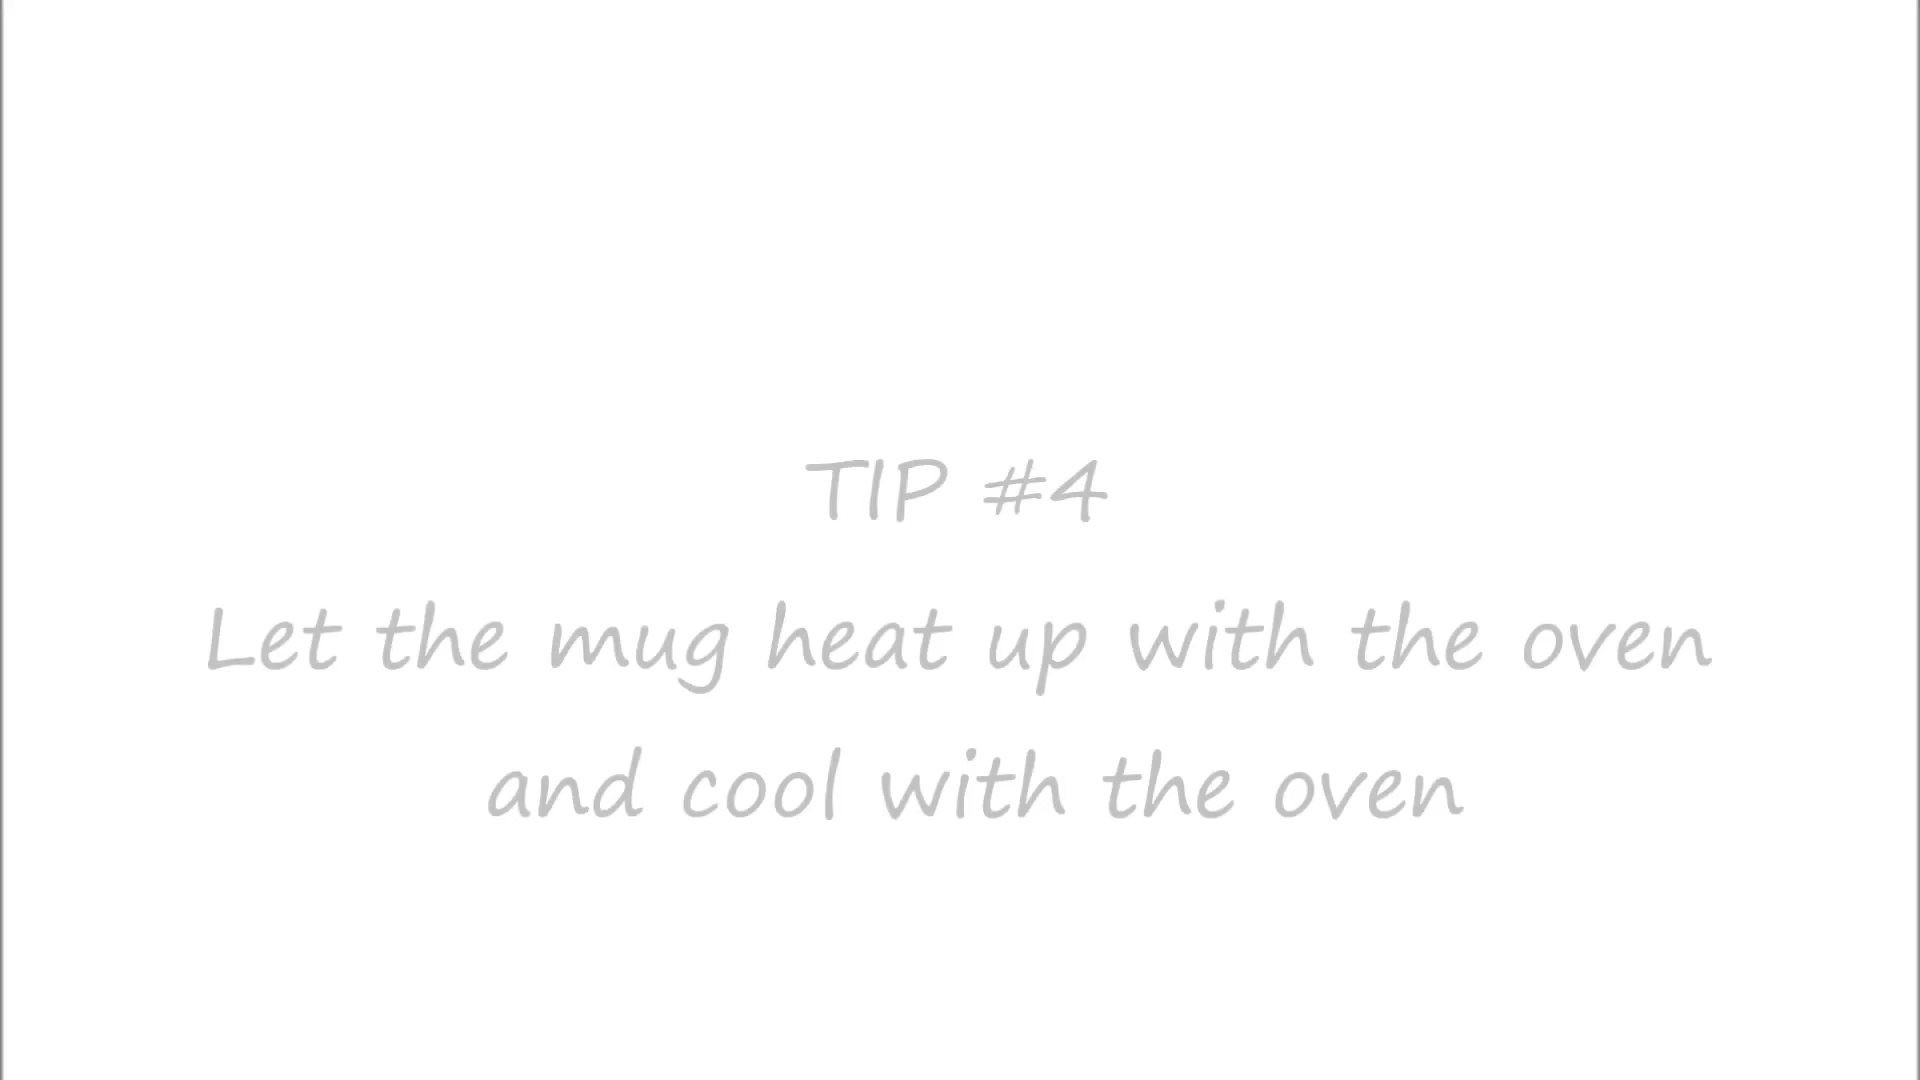 TIP #4
Let the mug heat up with the oven
and cool with the oven